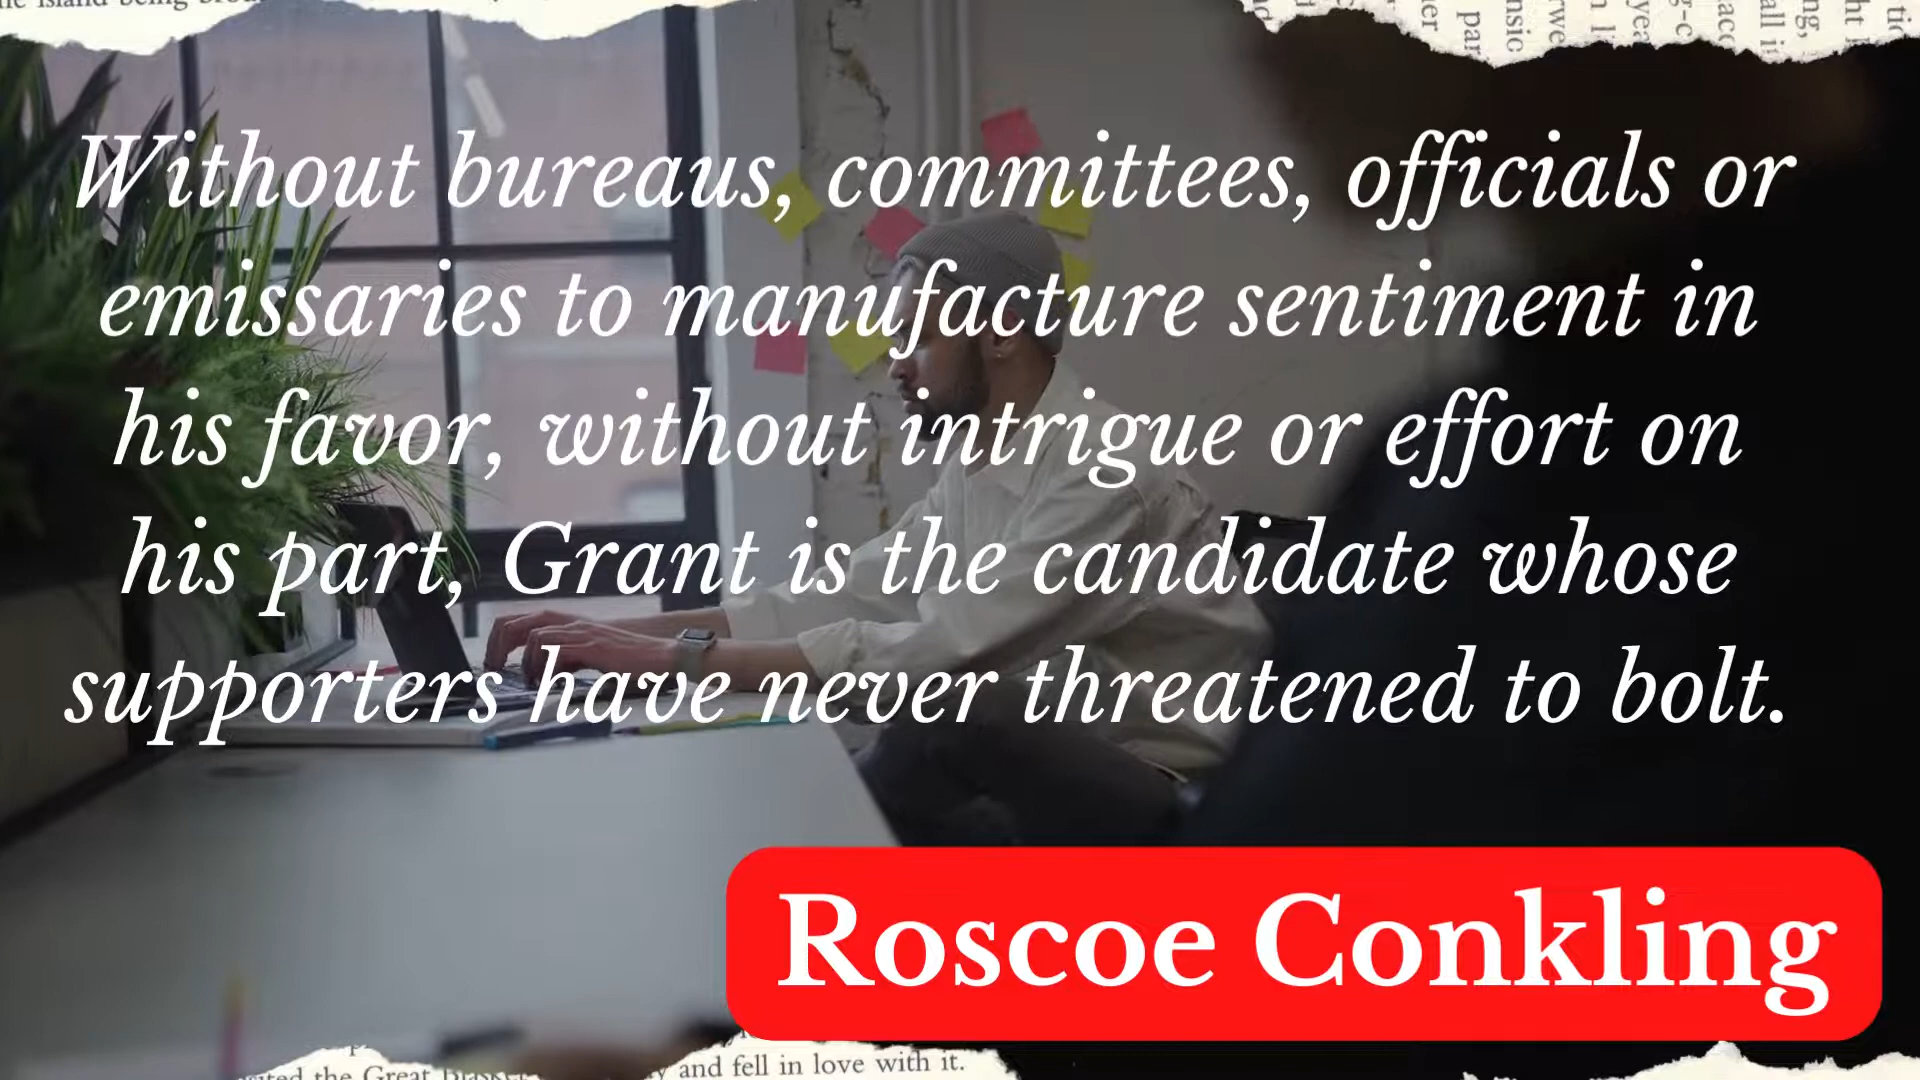 Without bureaus, committees, officials or
emissaries to manufacture sentiment in
his favor, without intrigue or effort on
his part, Grant is the candidate whose
supporters have never threatened to bolt.
Roscoe Conkling
the Great
and fell in love with it.